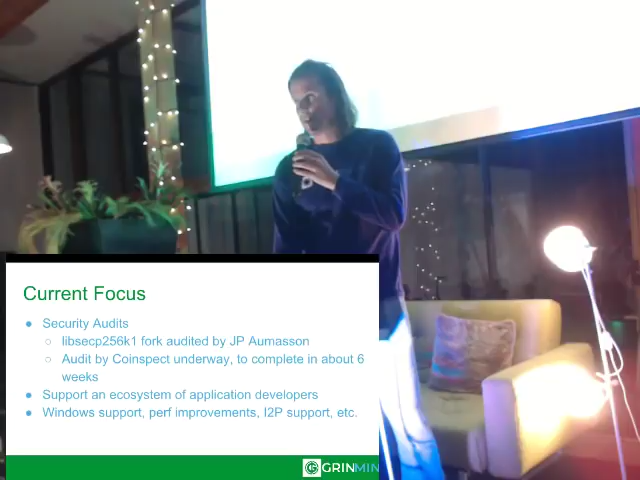 Current Focus
● Security Audits
○ libsecp256k1 fork audited by JP Aumasson
○ Audit by Coinspect underway, to complete in about 6
weeks
● Support an ecosystem of application developers
● Windows support, perf improvements, I2P support, etc.
GRINMIN